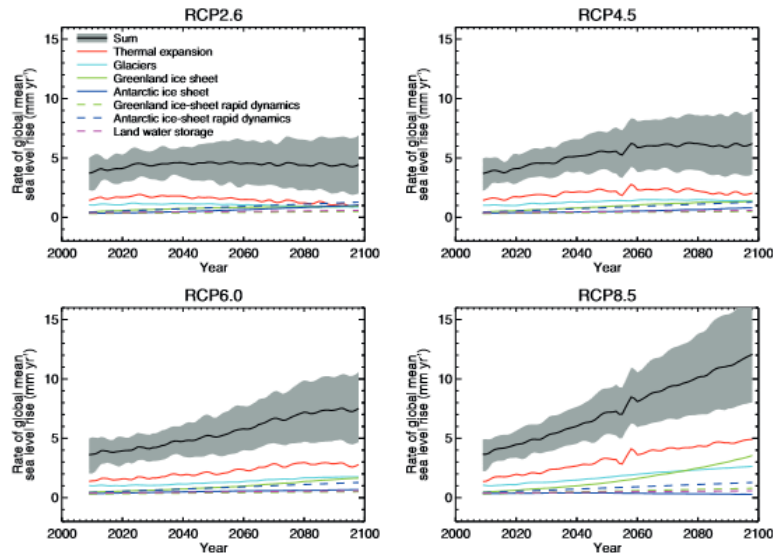 RCP2.6
15
10
5
0
Sum
Thermal expansion
Glaciers
Greenland ice sheet
Antarctic ice sheet
Greenland ice-sheet rapid dynamics
Antarctic ice-sheet rapid dynamics
Land water storage
Rate of global mean
sea level rise (mm yr⁻¹)
2000 2020 2040 2060 2080 2100
Year
RCP4.5
15
10
5
0
Rate of global mean
sea level rise (mm yr⁻¹)
2000 2020 2040 2060 2080 2100
Year
RCP6.0
15
10
5
0
Rate of global mean
sea level rise (mm yr⁻¹)
2000 2020 2040 2060 2080 2100
Year
RCP8.5
15
10
5
0
Rate of global mean
sea level rise (mm yr⁻¹)
2000 2020 2040 2060 2080 2100
Year